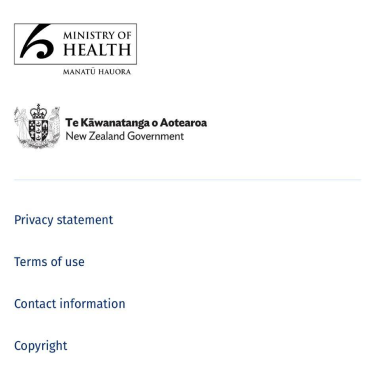 MINISTRY OF
HEALTH
MANATŪ HAUORA
Te Kāwanatanga o Aotearoa
New Zealand Government
Privacy statement
Terms of use
Contact information
Copyright